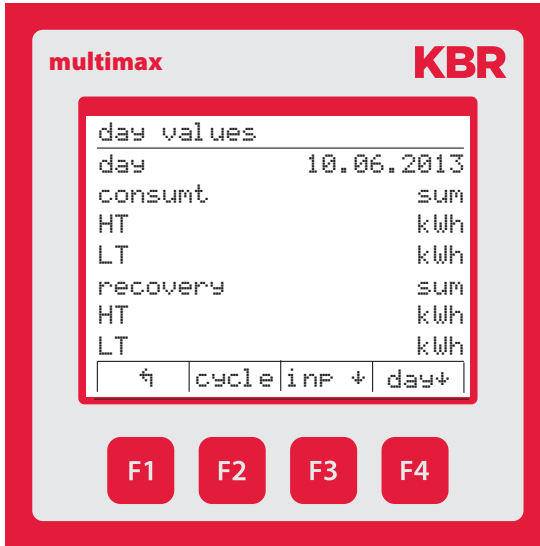 multimax KBR
day values
day 10.06.2013
consumt sum
HT kWh
LT kWh
recovery sum
HT kWh
LT kWh
↰ cycle inp ↓ day↓
F1 F2 F3 F4